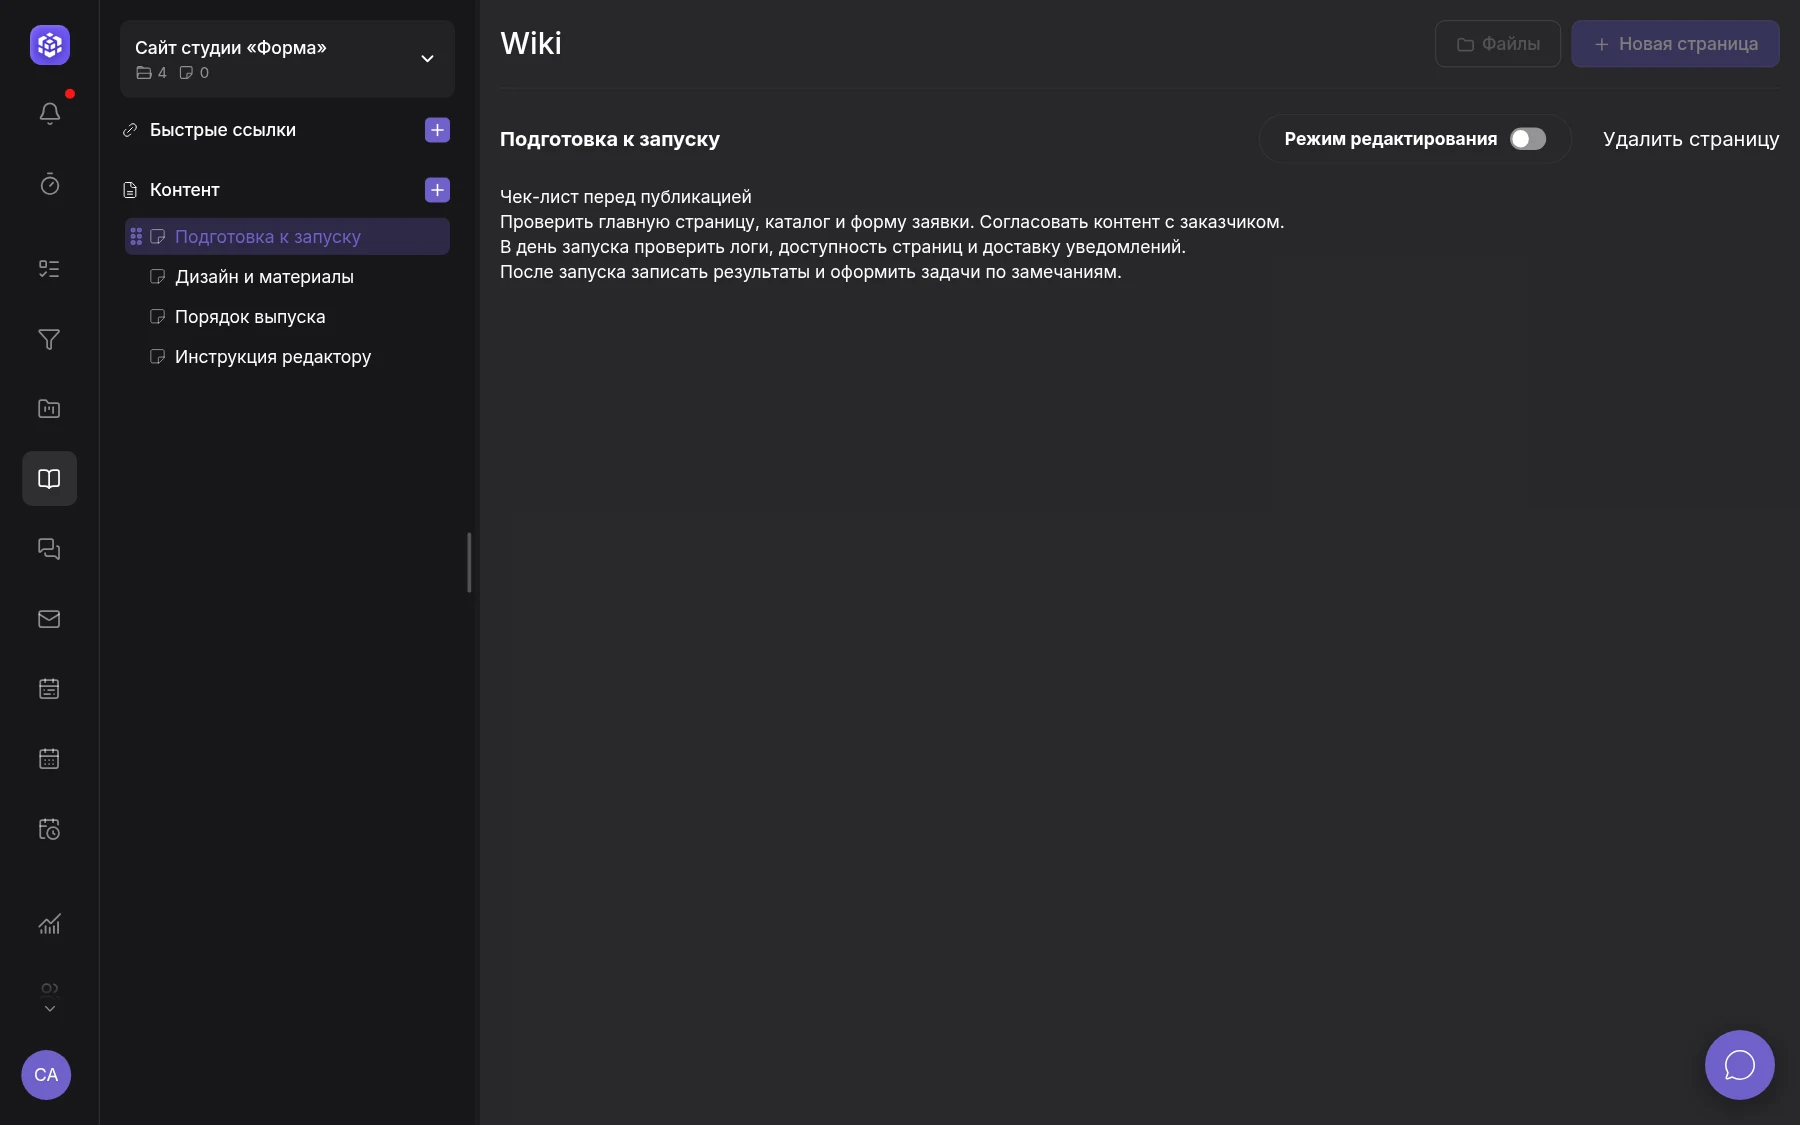 Сайт студии «Форма»
4 0
Быстрые ссылки
Контент
Подготовка к запуску
Дизайн и материалы
Порядок выпуска
Инструкция редактору
CA
Wiki
Файлы
Новая страница
Подготовка к запуску
Режим редактирования
Удалить страницу
Чек-лист перед публикацией
Проверить главную страницу, каталог и форму заявки. Согласовать контент с заказчиком.
В день запуска проверить логи, доступность страниц и доставку уведомлений.
После запуска записать результаты и оформить задачи по замечаниям.